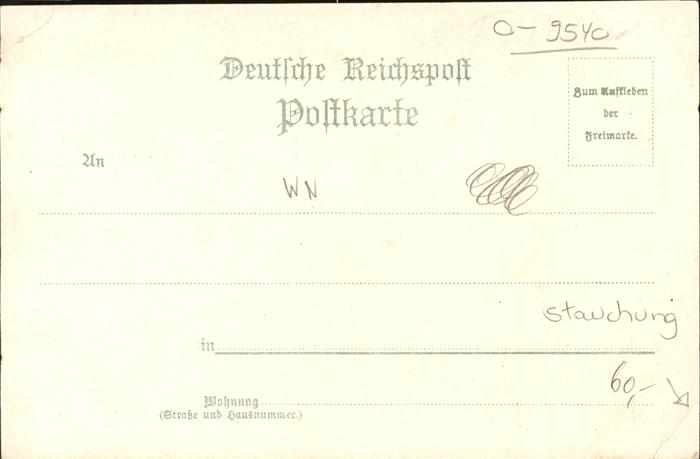 O-9540
Deutsche Reichspost
Postkarte
Zum Aufkleben
der
Freimarke.
An
WN
Stauchung
in
60,-
Wohnung
(Straße und Hausnummer.)